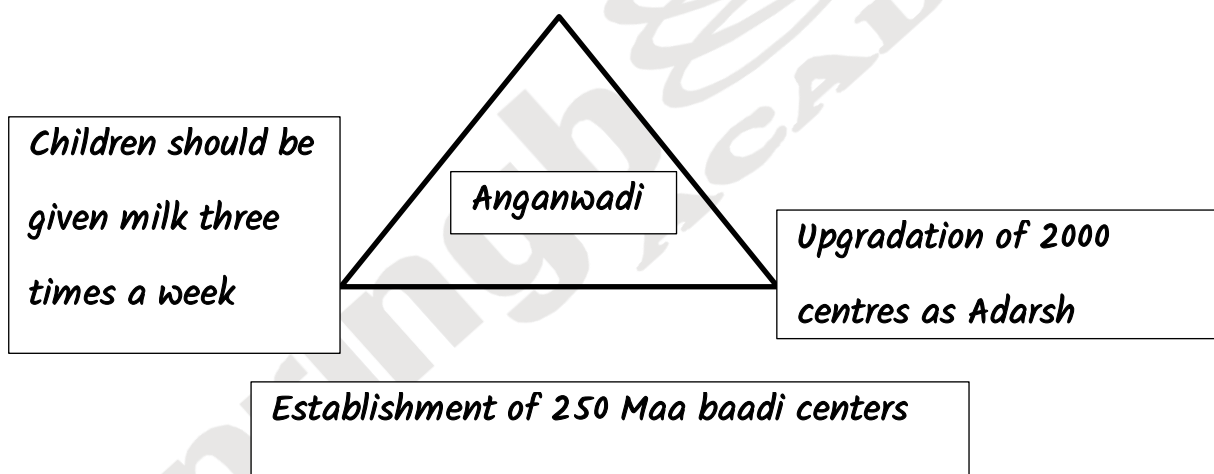 Children should be
given milk three
times a week
Anganwadi
Upgradation of 2000
centres as Adarsh
Establishment of 250 Maa baadi centers